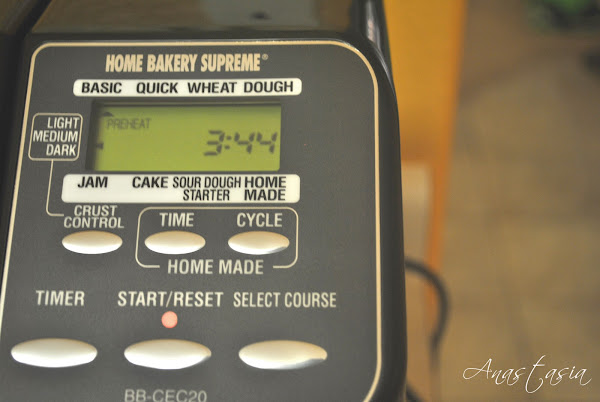 HOME BAKERY SUPREME®
BASIC QUICK WHEAT DOUGH
LIGHT
MEDIUM
DARK
PREHEAT
3:44
JAM CAKE SOUR DOUGH STARTER HOME MADE
CRUST CONTROL
TIME CYCLE
HOME MADE
TIMER START/RESET SELECT COURSE
BB-CEC20
Anastasia